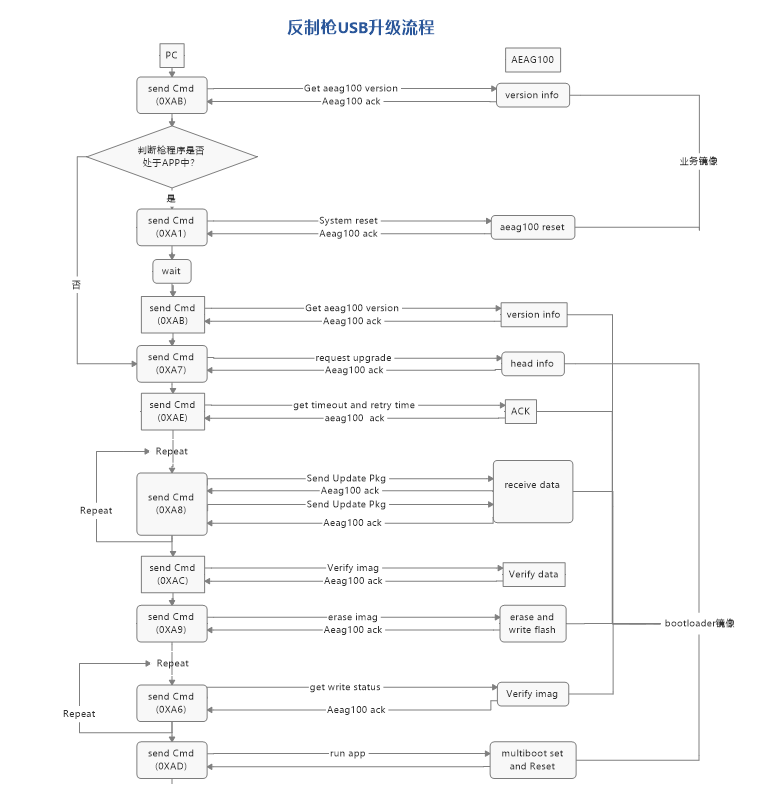 反制枪USB升级流程
PC
AEAG100
send Cmd
(0XAB)
Get aeag100 version
Aeag100 ack
version info
判断枪程序是否
处于APP中？
业务镜像
是
send Cmd
(0XA1)
System reset
Aeag100 ack
aeag100 reset
wait
否
send Cmd
(0XAB)
Get aeag100 version
Aeag100 ack
version info
send Cmd
(0XA7)
request upgrade
Aeag100 ack
head info
send Cmd
(0XAE)
get timeout and retry time
aeag100 ack
ACK
Repeat
Repeat
send Cmd
(0XA8)
Send Update Pkg
Aeag100 ack
Send Update Pkg
Aeag100 ack
receive data
send Cmd
(0XAC)
Verify imag
Aeag100 ack
Verify data
send Cmd
(0XA9)
erase imag
Aeag100 ack
erase and
write flash
bootloader镜像
Repeat
Repeat
send Cmd
(0XA6)
get write status
Aeag100 ack
Verify imag
send Cmd
(0XAD)
run app
multiboot set
and Reset